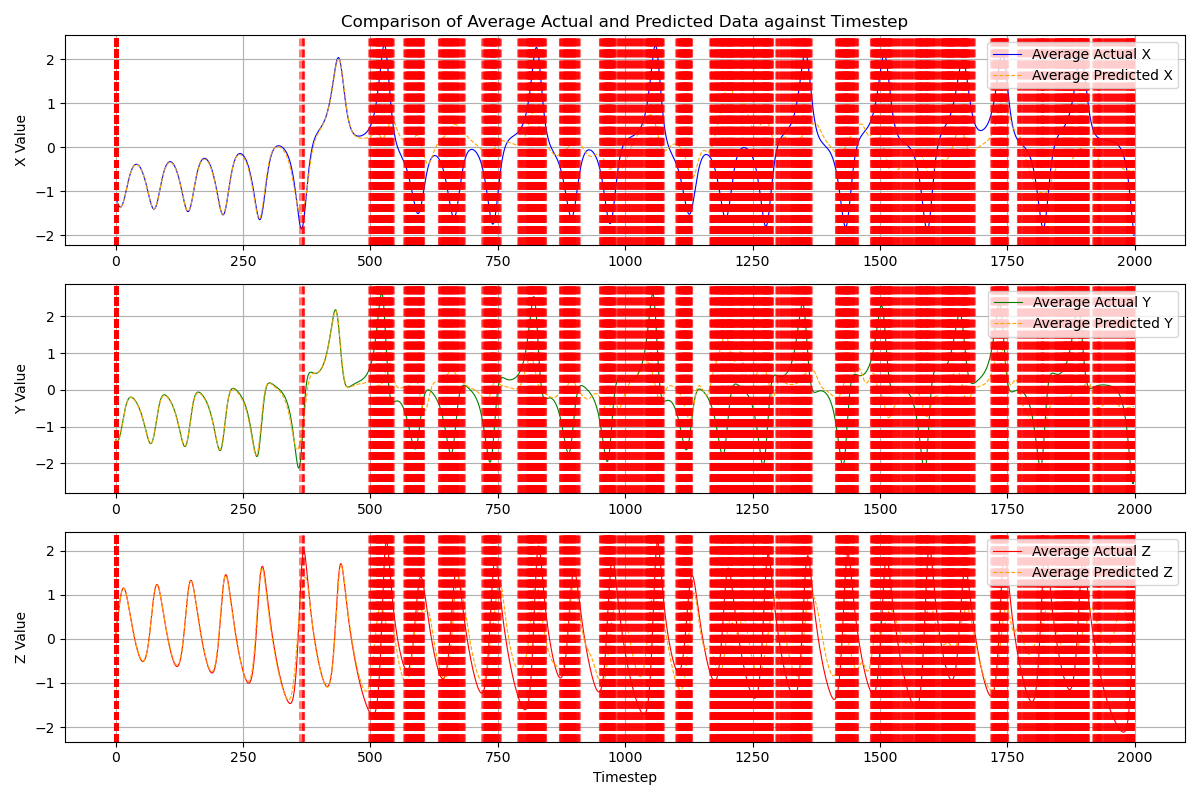 Comparison of Average Actual and Predicted Data against Timestep
X Value
2
1
0
−1
−2
Average Actual X
Average Predicted X
0 250 500 750 1000 1250 1500 1750 2000
Y Value
2
1
0
−1
−2
Average Actual Y
Average Predicted Y
0 250 500 750 1000 1250 1500 1750 2000
Z Value
2
1
0
−1
−2
Average Actual Z
Average Predicted Z
0 250 500 750 1000 1250 1500 1750 2000
Timestep